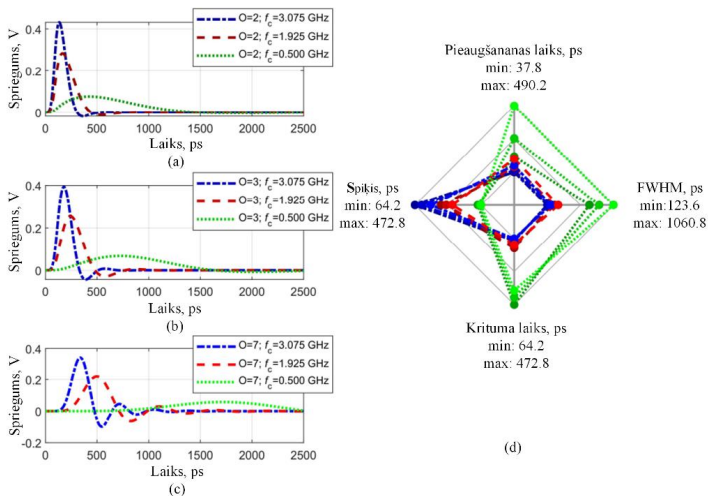 Spriegums, V
0.4
0.2
0
0
500
1000
1500
2000
2500
O=2; fc=3.075 GHz
O=2; fc=1.925 GHz
O=2; fc=0.500 GHz
Laiks, ps
(a)
Spriegums, V
0.4
0.2
0
0
500
1000
1500
2000
2500
O=3; fc=3.075 GHz
O=3; fc=1.925 GHz
O=3; fc=0.500 GHz
Laiks, ps
(b)
Spriegums, V
0.4
0.2
0
-0.2
0
500
1000
1500
2000
2500
O=7; fc=3.075 GHz
O=7; fc=1.925 GHz
O=7; fc=0.500 GHz
Laiks, ps
(c)
Pieaugšananas laiks, ps
min: 37.8
max: 490.2
Spiķis, ps
min: 64.2
max: 472.8
FWHM, ps
min:123.6
max: 1060.8
Krituma laiks, ps
min: 64.2
max: 472.8
(d)